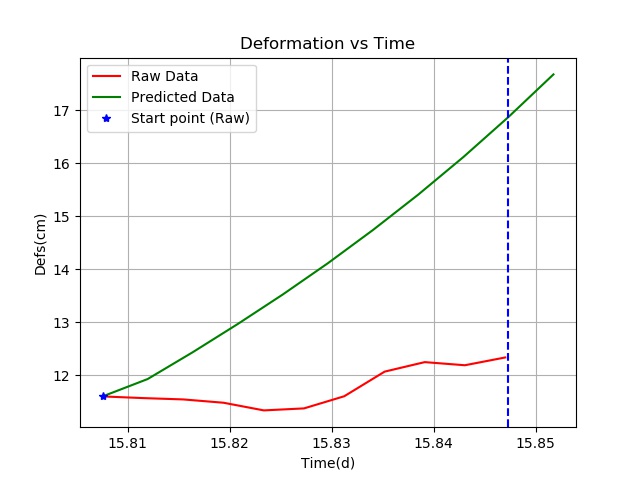 Deformation vs Time
Raw Data
Predicted Data
Start point (Raw)
Defs(cm)
17
16
15
14
13
12
15.81 15.82 15.83 15.84 15.85
Time(d)